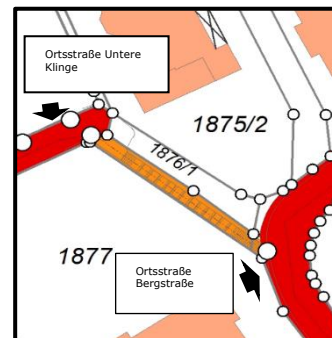 Ortsstraße Untere
Klinge
1875/2
1876/1
1877
Ortsstraße
Bergstraße